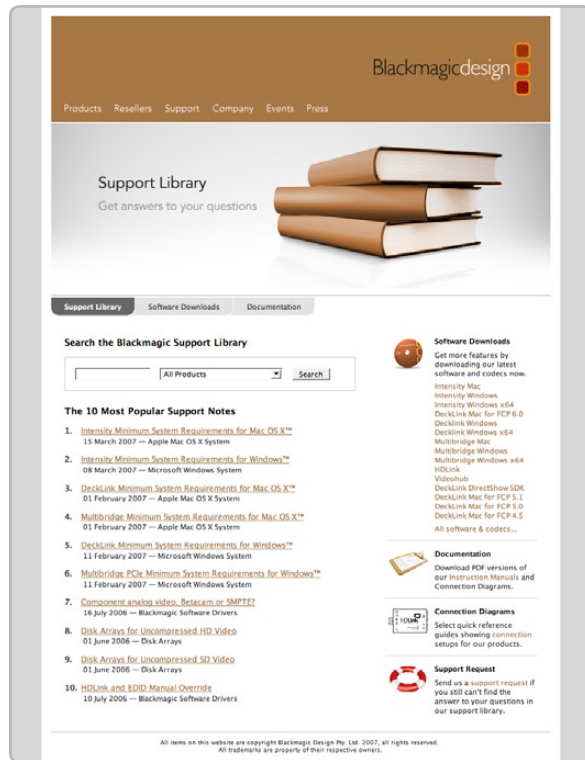 Blackmagicdesign
Products Resellers Support Company Events Press
Support Library
Get answers to your questions
Support Library Software Downloads Documentation
Search the Blackmagic Support Library
All Products Search
The 10 Most Popular Support Notes
1. Intensity Minimum System Requirements for Mac OS X™
15 March 2007 — Apple Mac OS X System
2. Intensity Minimum System Requirements for Windows™
08 March 2007 — Microsoft Windows System
3. DeckLink Minimum System Requirements for Mac OS X™
01 February 2007 — Apple Mac OS X System
4. Multibridge Minimum System Requirements for Mac OS X™
01 February 2007 — Apple Mac OS X System
5. DeckLink Minimum System Requirements for Windows™
11 February 2007 — Microsoft Windows System
6. Multibridge PCIe Minimum System Requirements for Windows™
11 February 2007 — Microsoft Windows System
7. Component analog video. Betacam or SMPTE?
16 July 2006 — Blackmagic Software Drivers
8. Disk Arrays for Uncompressed HD Video
01 June 2006 — Disk Arrays
9. Disk Arrays for Uncompressed SD Video
01 June 2006 — Disk Arrays
10. HDLink and EDID Manual Override
10 July 2006 — Blackmagic Software Drivers
Software Downloads
Get more features by
downloading our latest
software and codecs now.
Intensity Mac
Intensity Windows
Intensity Windows x64
DeckLink Mac for FCP 6.0
Decklink Windows
DeckLink Windows x64
Multibridge Mac
Multibridge Windows
Multibridge Windows x64
HDLink
Videohub
DeckLink DirectShow SDK
DeckLink Mac for FCP 5.1
DeckLink Mac for FCP 5.0
DeckLink Mac for FCP 4.5
All software & codecs...
Documentation
Download PDF versions of
our Instruction Manuals and
Connection Diagrams.
HDLink
Connection Diagrams
Select quick reference
guides showing connection
setups for our products.
Support Request
Send us a support request if
you still can't find the
answer to your questions in
our support library.
All items on this website are copyright Blackmagic Design Pty. Ltd. 2007, all rights reserved.
All trademarks are property of their respective owners.